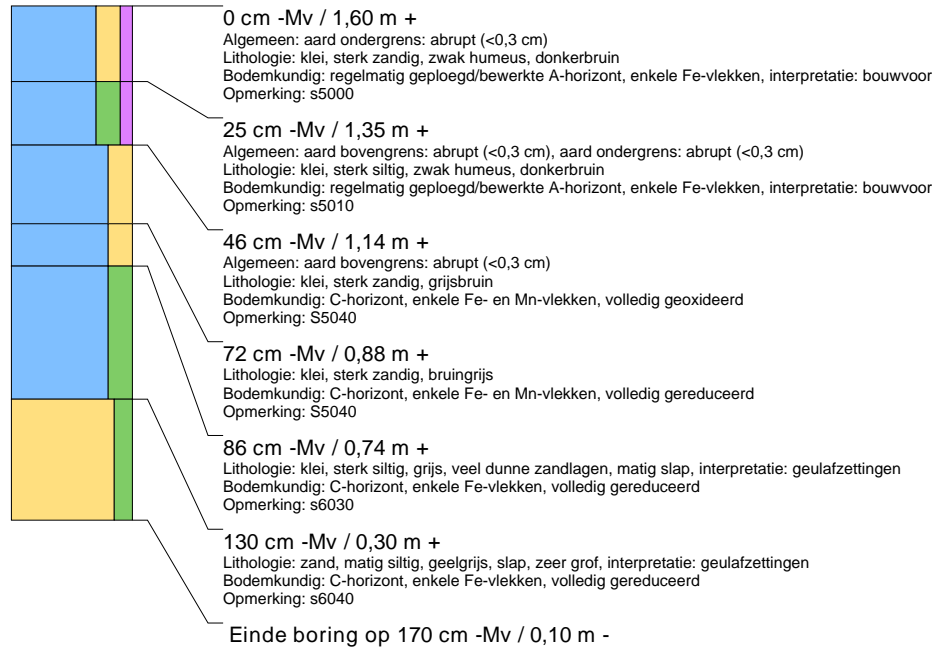 0 cm -Mv / 1,60 m +
Algemeen: aard ondergrens: abrupt (<0,3 cm)
Lithologie: klei, sterk zandig, zwak humeus, donkerbruin
Bodemkundig: regelmatig geploegd/bewerkte A-horizont, enkele Fe-vlekken, interpretatie: bouwvoor
Opmerking: s5000
25 cm -Mv / 1,35 m +
Algemeen: aard bovengrens: abrupt (<0,3 cm), aard ondergrens: abrupt (<0,3 cm)
Lithologie: klei, sterk siltig, zwak humeus, donkerbruin
Bodemkundig: regelmatig geploegd/bewerkte A-horizont, enkele Fe-vlekken, interpretatie: bouwvoor
Opmerking: s5010
46 cm -Mv / 1,14 m +
Algemeen: aard bovengrens: abrupt (<0,3 cm)
Lithologie: klei, sterk zandig, grijsbruin
Bodemkundig: C-horizont, enkele Fe- en Mn-vlekken, volledig geoxideerd
Opmerking: S5040
72 cm -Mv / 0,88 m +
Lithologie: klei, sterk zandig, bruingrijs
Bodemkundig: C-horizont, enkele Fe- en Mn-vlekken, volledig gereduceerd
Opmerking: S5040
86 cm -Mv / 0,74 m +
Lithologie: klei, sterk siltig, grijs, veel dunne zandlagen, matig slap, interpretatie: geulafzettingen
Bodemkundig: C-horizont, enkele Fe-vlekken, volledig gereduceerd
Opmerking: s6030
130 cm -Mv / 0,30 m +
Lithologie: zand, matig siltig, geelgrijs, slap, zeer grof, interpretatie: geulafzettingen
Bodemkundig: C-horizont, enkele Fe-vlekken, volledig gereduceerd
Opmerking: s6040
Einde boring op 170 cm -Mv / 0,10 m -